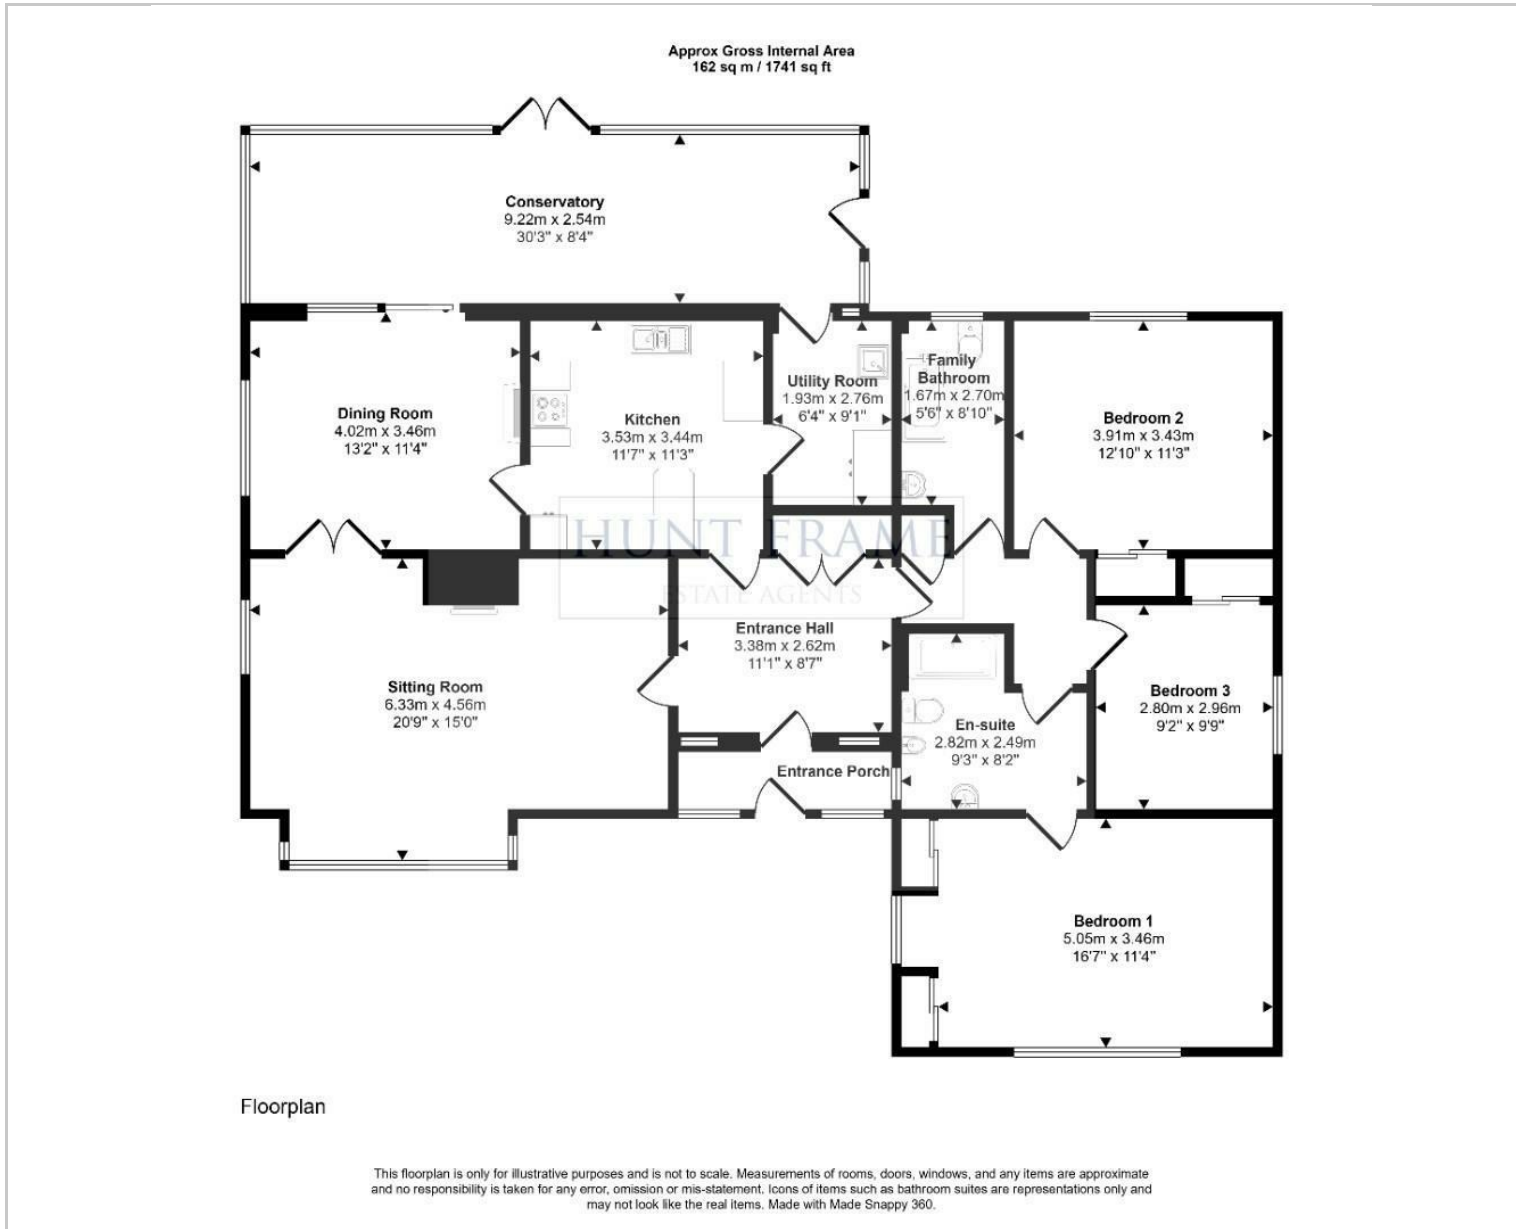 Approx Gross Internal Area
162 sq m / 1741 sq ft
Conservatory
9.22m x 2.54m
30'3" x 8'4"
Dining Room
4.02m x 3.46m
13'2" x 11'4"
Kitchen
3.53m x 3.44m
11'7" x 11'3"
Utility Room
1.93m x 2.76m
6'4" x 9'1"
Family
Bathroom
1.67m x 2.70m
5'6" x 8'10"
Bedroom 2
3.91m x 3.43m
12'10" x 11'3"
HUNT FRAME
ESTATE AGENTS
Entrance Hall
3.38m x 2.62m
11'1" x 8'7"
Sitting Room
6.33m x 4.56m
20'9" x 15'0"
En-suite
2.82m x 2.49m
9'3" x 8'2"
Bedroom 3
2.80m x 2.96m
9'2" x 9'9"
Entrance Porch
Bedroom 1
5.05m x 3.46m
16'7" x 11'4"
Floorplan
This floorplan is only for illustrative purposes and is not to scale. Measurements of rooms, doors, windows, and any items are approximate
and no responsibility is taken for any error, omission or mis-statement. Icons of items such as bathroom suites are representations only and
may not look like the real items. Made with Made Snappy 360.